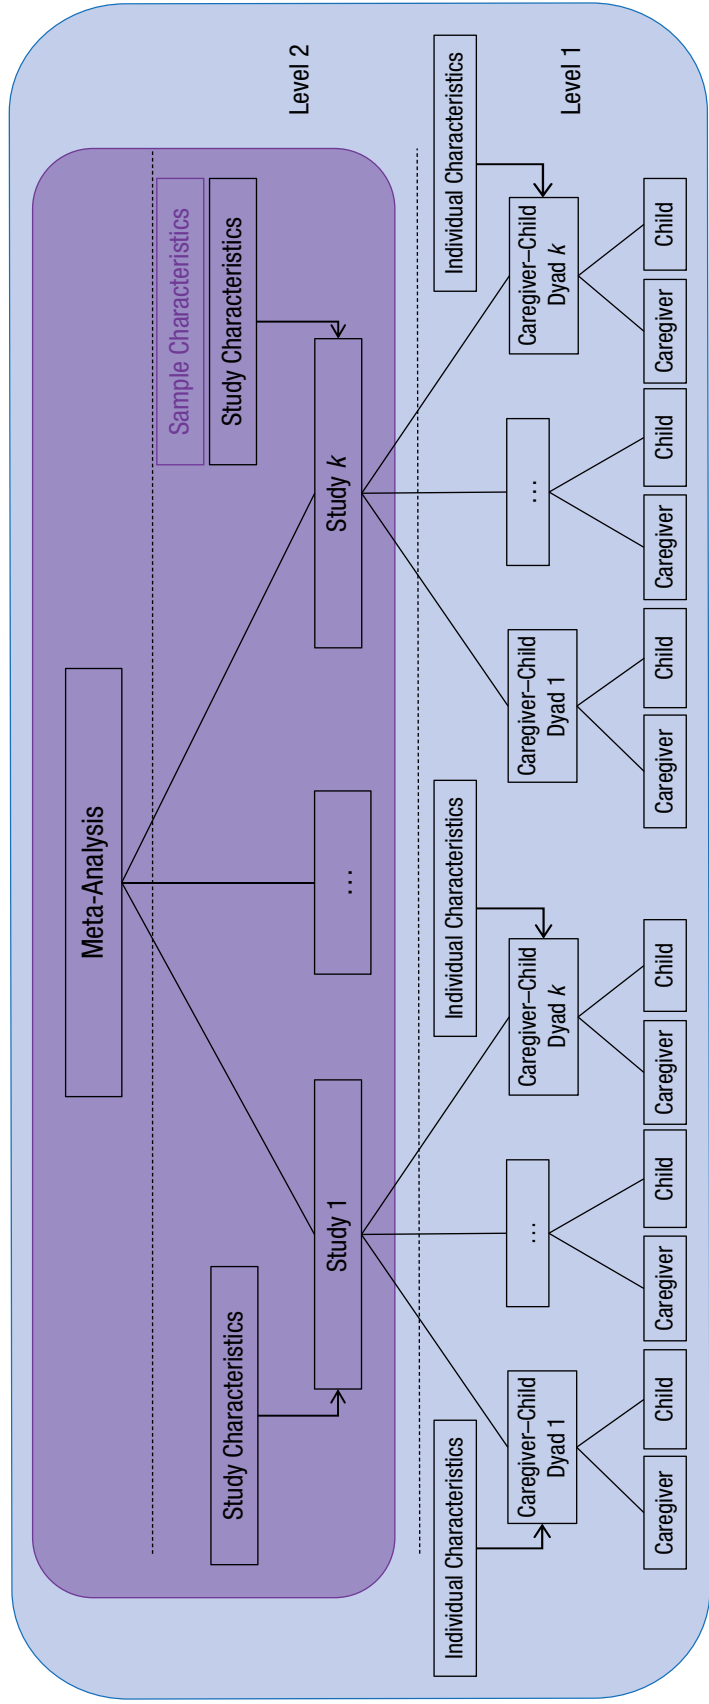 Meta-Analysis
Sample Characteristics
Study Characteristics
Study Characteristics
Level 2
Study 1
...
Study k
Individual Characteristics
Individual Characteristics
Individual Characteristics
Individual Characteristics
Caregiver–Child
Dyad 1
...
Caregiver–Child
Dyad k
Caregiver–Child
Dyad 1
...
Caregiver–Child
Dyad k
Level 1
Caregiver
Child
Caregiver
Child
Caregiver
Child
Caregiver
Child
Caregiver
Child
Caregiver
Child